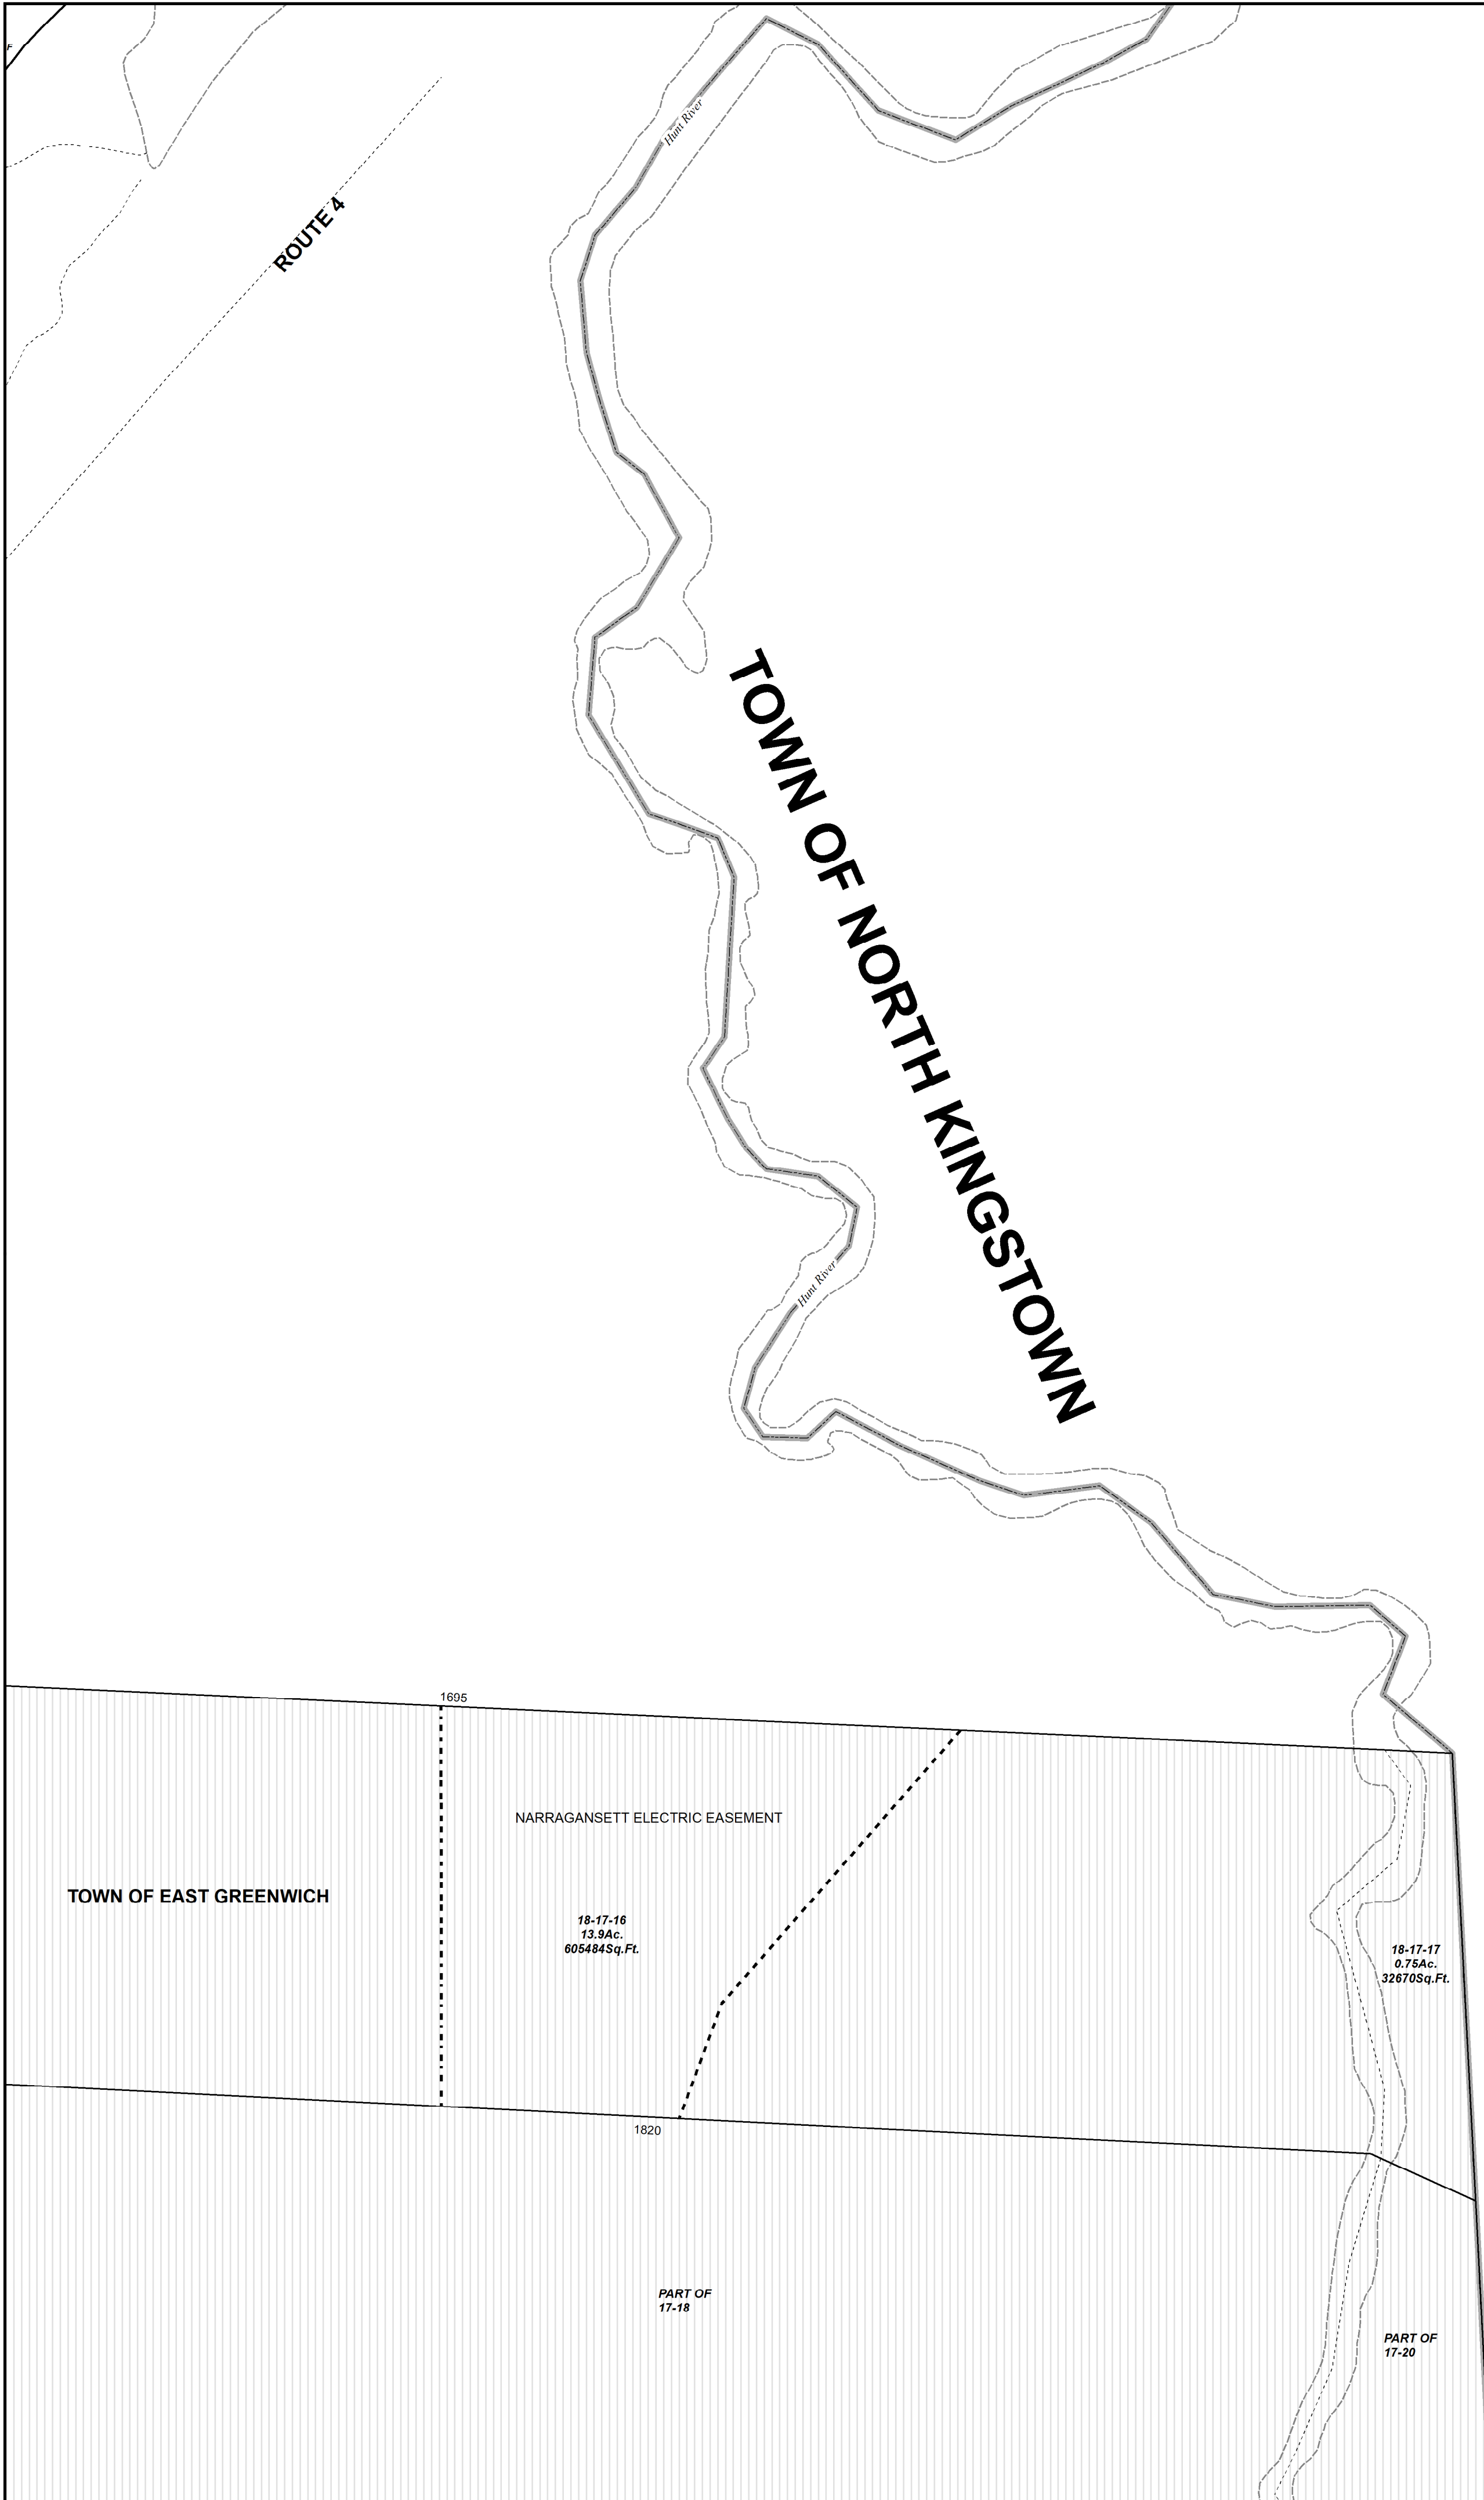 F
Hunt River
ROUTE 4
TOWN OF NORTH KINGSTOWN
Hunt River
1695
NARRAGANSETT ELECTRIC EASEMENT
TOWN OF EAST GREENWICH
18-17-16
13.9Ac.
605484Sq.Ft.
18-17-17
0.75Ac.
32670Sq.Ft.
1820
PART OF
17-18
PART OF
17-20